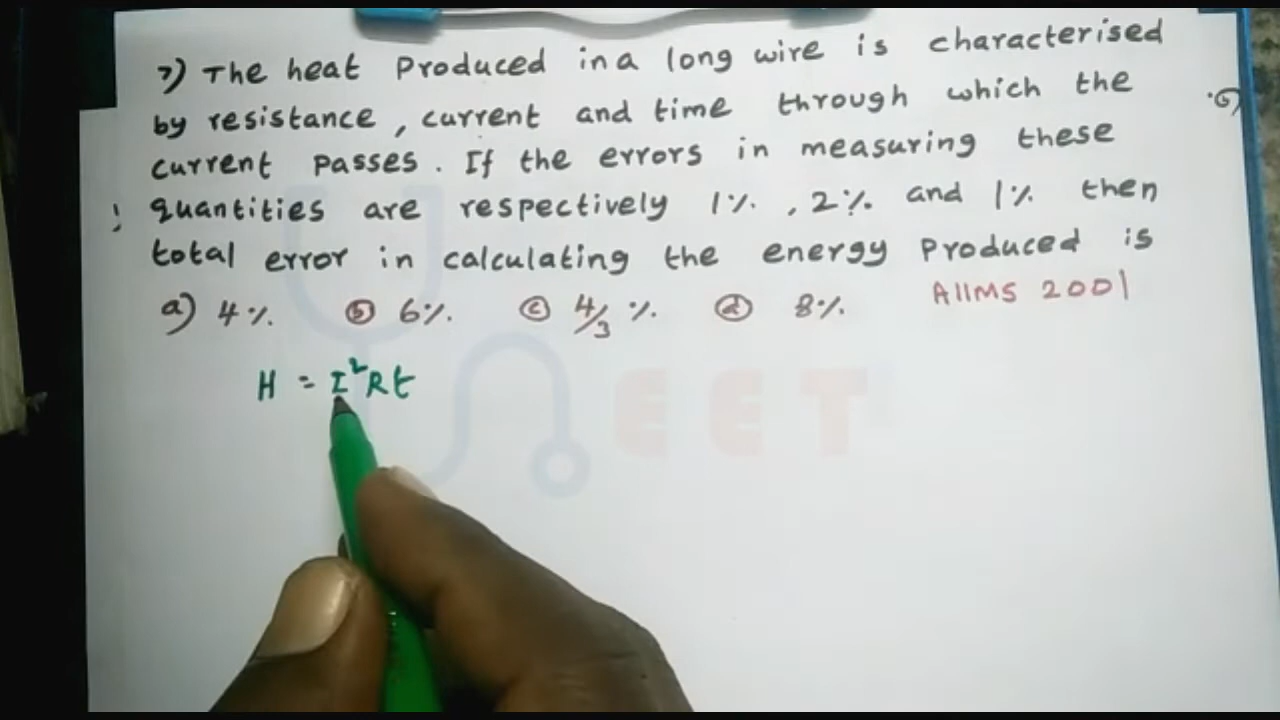 7) The heat Produced in a long wire is characterised
by resistance, current and time through which the
current passes. If the errors in measuring these
quantities are respectively 1%, 2% and 1% then
total error in calculating the energy Produced is
a) 4%. b) 6%. c) 4/3 %. d) 8%. AIIMS 2001
H = I²Rt
EET